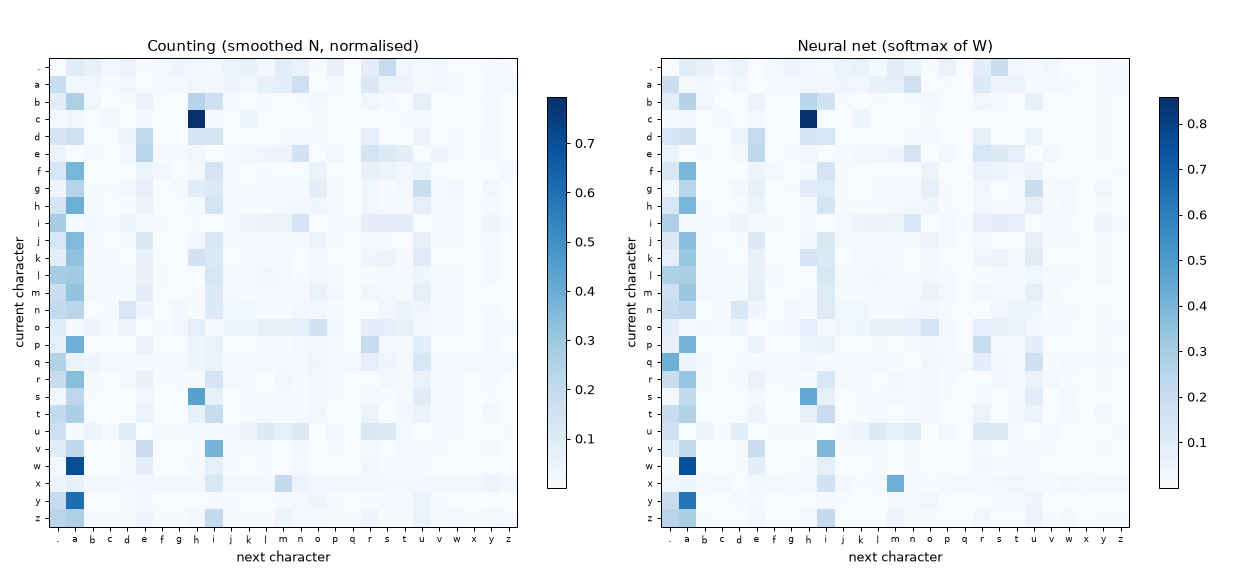 Counting (smoothed N, normalised)
current character
.
a
b
c
d
e
f
g
h
i
j
k
l
m
n
o
p
q
r
s
t
u
v
w
x
y
z
. a b c d e f g h i j k l m n o p q r s t u v w x y z
next character
0.7
0.6
0.5
0.4
0.3
0.2
0.1
Neural net (softmax of W)
current character
.
a
b
c
d
e
f
g
h
i
j
k
l
m
n
o
p
q
r
s
t
u
v
w
x
y
z
. a b c d e f g h i j k l m n o p q r s t u v w x y z
next character
0.8
0.7
0.6
0.5
0.4
0.3
0.2
0.1